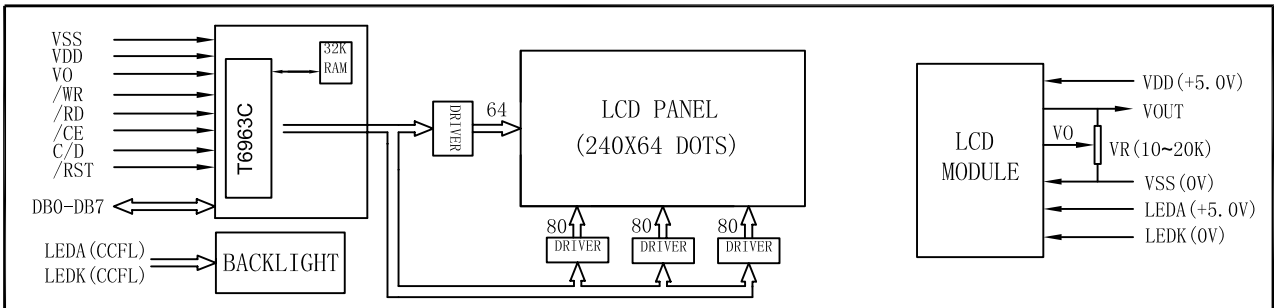 VSS
VDD
VO
/WR
/RD
/CE
C/D
/RST
DB0-DB7
T6963C
32K
RAM
LEDA(CCFL)
LEDK(CCFL)
BACKLIGHT
DRIVER
64
LCD PANEL
(240X64 DOTS)
80
80
80
DRIVER
DRIVER
DRIVER
LCD
MODULE
VDD(+5.0V)
VOUT
VO
VR(10~20K)
VSS(0V)
LEDA(+5.0V)
LEDK(0V)